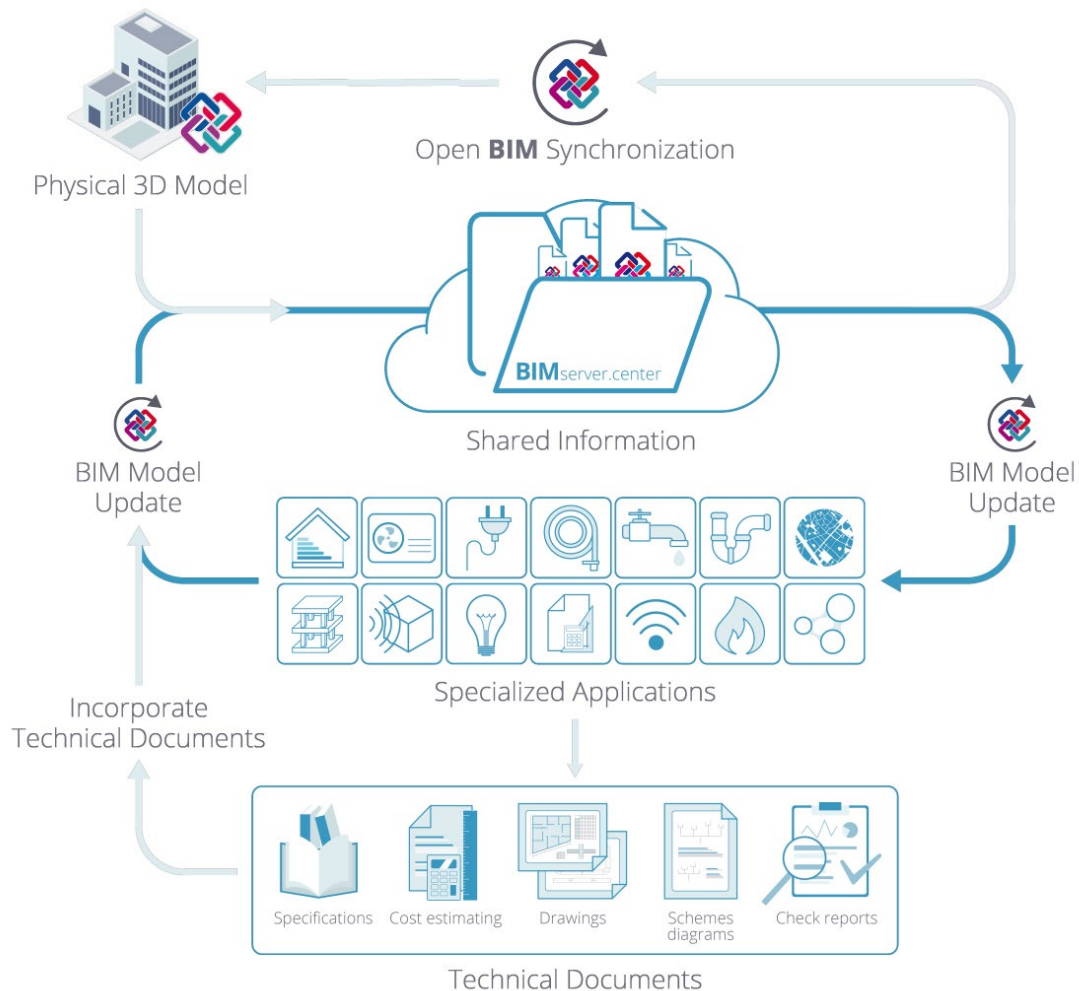 Open BIM Synchronization
Physical 3D Model
BIMserver.center
Shared Information
BIM Model
Update
BIM Model
Update
Specialized Applications
Incorporate
Technical Documents
Specifications
Cost estimating
Drawings
Schemes
diagrams
Check reports
Technical Documents